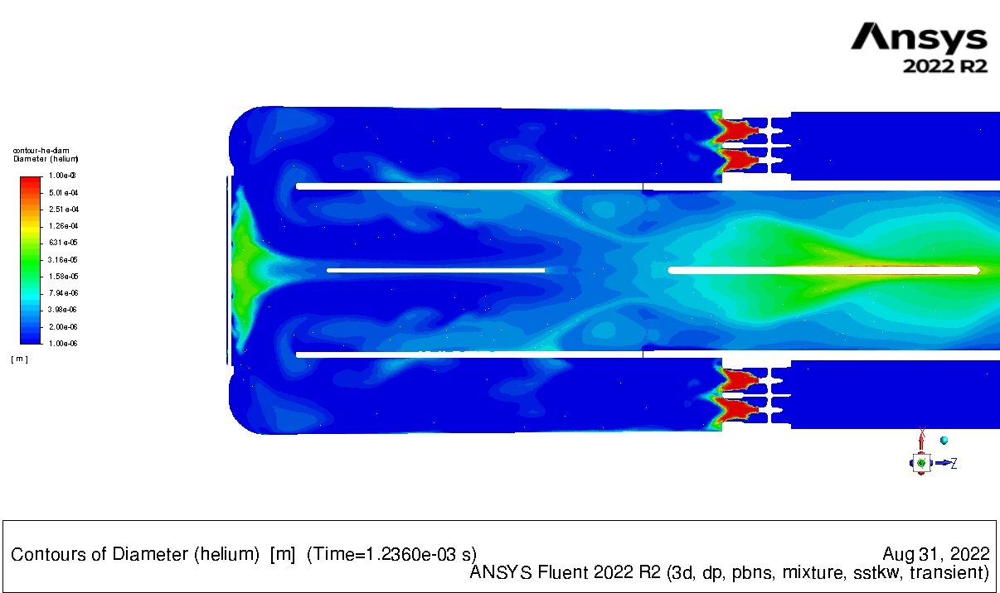 Ansys
2022 R2
contour-he-diam
Diameter (helium)
1.00e-03
5.01e-04
2.51e-04
1.26e-04
6.31e-05
3.16e-05
1.58e-05
7.94e-06
3.98e-06
2.00e-06
1.00e-06
[m]
X
Z
Contours of Diameter (helium) [m] (Time=1.2360e-03 s)
Aug 31, 2022
ANSYS Fluent 2022 R2 (3d, dp, pbns, mixture, sstkw, transient)